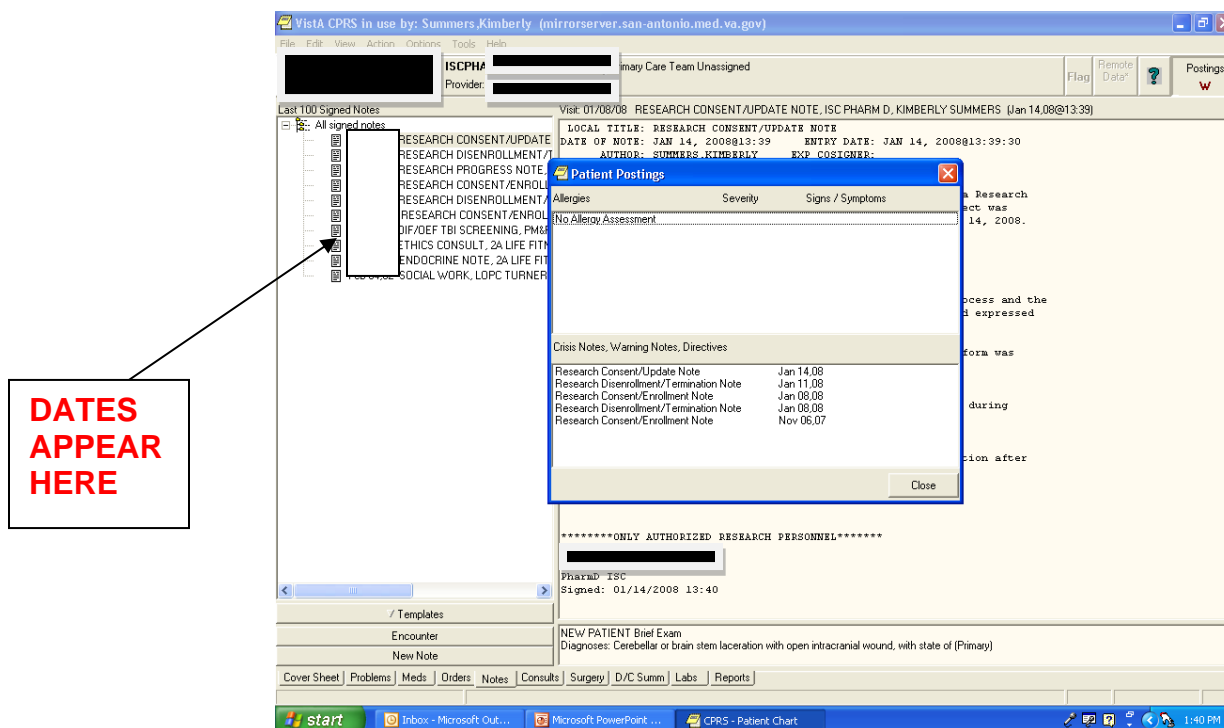 VistA CPRS in use by: Summers,Kimberly (mirrorserver.san-antonio.med.va.gov)
File Edit View Action Options Tools Help
ISCPHA
Provider:
imary Care Team Unassigned
Flag
Remote
Data*
Postings
W
Last 100 Signed Notes
Visit: 01/08/08 RESEARCH CONSENT/UPDATE NOTE, ISC PHARM D, KIMBERLY SUMMERS (Jan 14,08@13:39)
All signed notes
RESEARCH CONSENT/UPDATE
RESEARCH DISENROLLMENT/T
RESEARCH PROGRESS NOTE,
RESEARCH CONSENT/ENROLL
RESEARCH DISENROLLMENT/
RESEARCH CONSENT/ENROL
OIF/OEF TBI SCREENING, PM&
ETHICS CONSULT, 2A LIFE FITN
ENDOCRINE NOTE, 2A LIFE FIT
SOCIAL WORK, LOPC TURNER
LOCAL TITLE: RESEARCH CONSENT/UPDATE NOTE
DATE OF NOTE: JAN 14, 2008@13:39 ENTRY DATE: JAN 14, 2008@13:39:30
AUTHOR: SUMMERS,KIMBERLY EXP COSIGNER:
a Research
ect was
14, 2008.
ocess and the
d expressed
form was
during
tion after
Patient Postings
Allergies Severity Signs / Symptoms
No Allergy Assessment
Crisis Notes, Warning Notes, Directives
Research Consent/Update Note Jan 14,08
Research Disenrollment/Termination Note Jan 11,08
Research Consent/Enrollment Note Jan 08,08
Research Disenrollment/Termination Note Jan 08,08
Research Consent/Enrollment Note Nov 06,07
Close
DATES
APPEAR
HERE
********ONLY AUTHORIZED RESEARCH PERSONNEL*******
PharmD ISC
Signed: 01/14/2008 13:40
/ Templates
Encounter
New Note
NEW PATIENT Brief Exam
Diagnoses: Cerebellar or brain stem laceration with open intracranial wound, with state of (Primary)
Cover Sheet Problems Meds Orders Notes Consults Surgery D/C Summ Labs Reports
start
Inbox - Microsoft Out...
Microsoft PowerPoint ...
CPRS - Patient Chart
1:40 PM